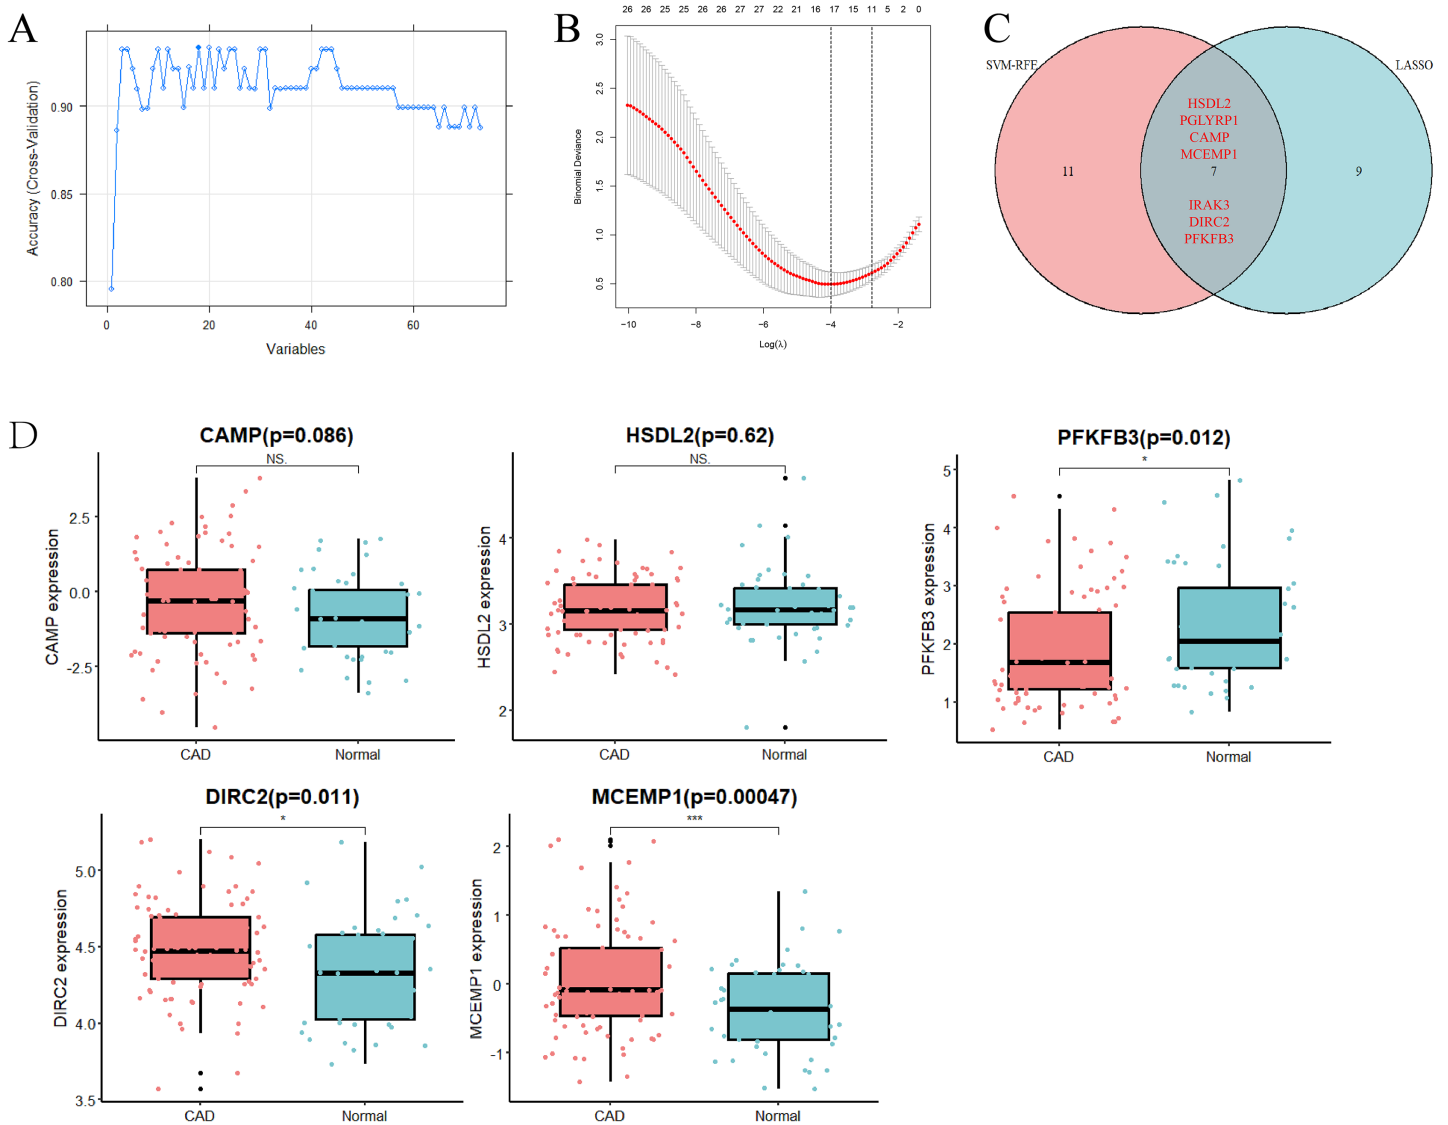 A
Accuracy (Cross-Validation)
0.90
0.85
0.80
0 20 40 60
Variables
B
26 26 25 25 26 26 27 27 22 21 16 17 11 5 2 0
Binomial Deviance
3.0
2.5
2.0
1.5
1.0
0.5
−10 −8 −6 −4 −2
Log(λ)
C
SVM-RFE
LASSO
HSDL2
PGLYRP1
CAMP
MCEMP1
11 7 9
IRAK3
DIRC2
PFKFB3
D
CAMP(p=0.086)
NS.
CAMP expression
2.5
0.0
-2.5
CAD Normal
HSDL2(p=0.62)
NS.
HSDL2 expression
4
3
2
CAD Normal
PFKFB3(p=0.012)
*
PFKFB3 expression
5
4
3
2
1
CAD Normal
DIRC2(p=0.011)
*
DIRC2 expression
5.0
4.5
4.0
3.5
CAD Normal
MCEMP1(p=0.00047)
***
MCEMP1 expression
2
1
0
-1
CAD Normal